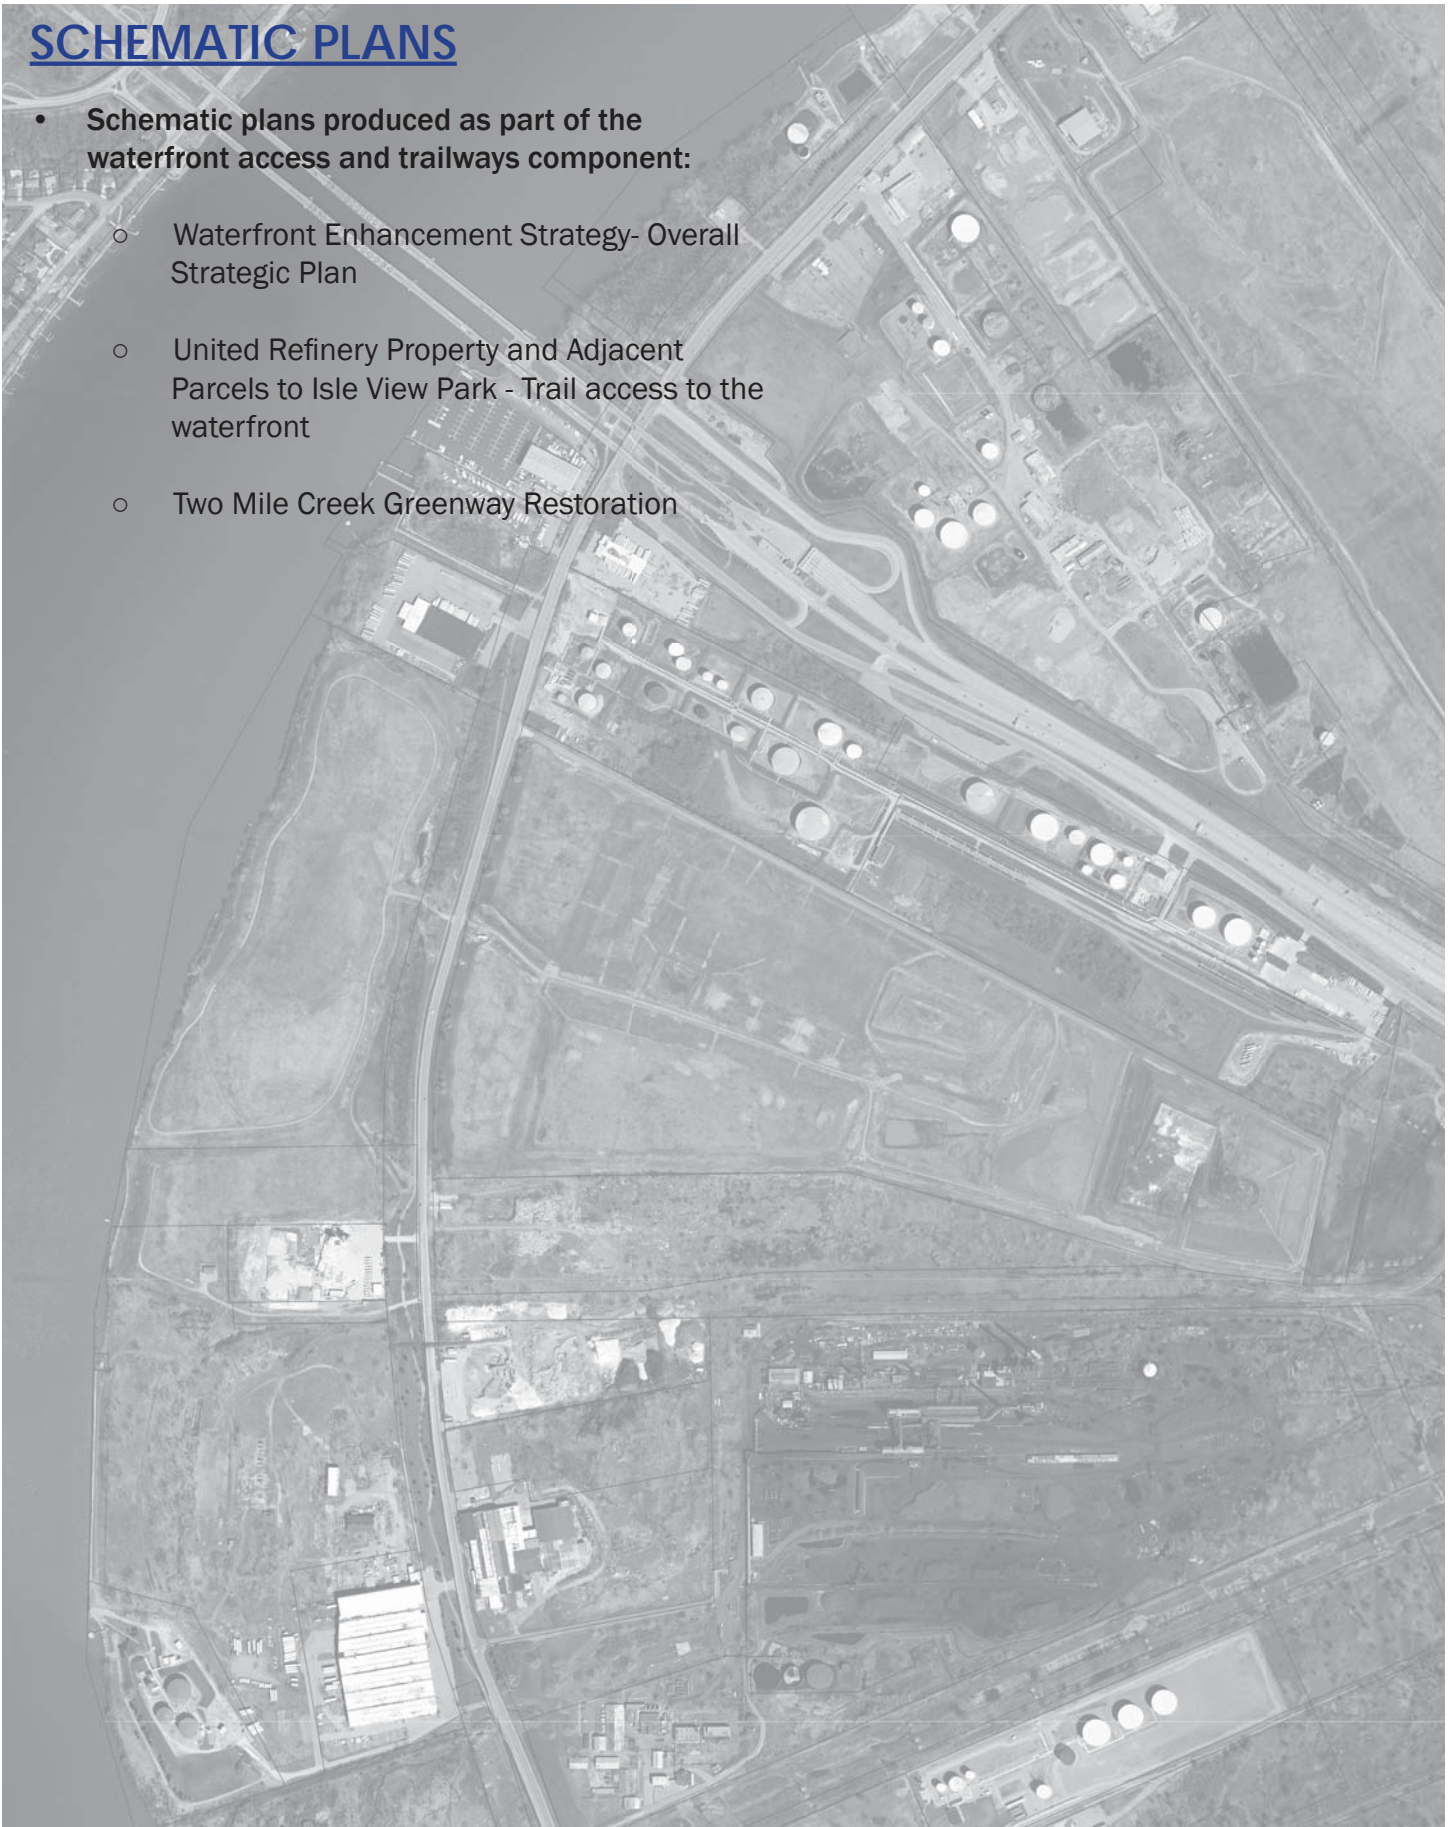 SCHEMATIC PLANS
• Schematic plans produced as part of the
waterfront access and trailways component:
○ Waterfront Enhancement Strategy- Overall
Strategic Plan
○ United Refinery Property and Adjacent
Parcels to Isle View Park - Trail access to the
waterfront
○ Two Mile Creek Greenway Restoration